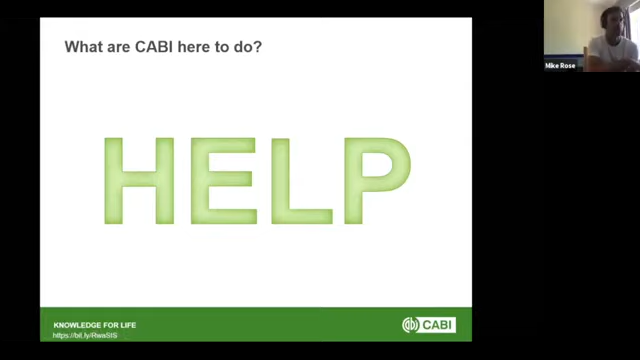 What are CABI here to do?
HELP
KNOWLEDGE FOR LIFE
https://bit.ly/RwaSIS
CABI
Mike Rose